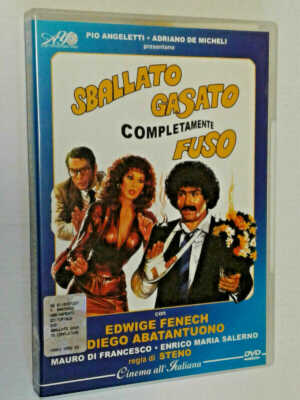 PIO ANGELETTI • ADRIANO DE MICHELI
presentano
SBALLATO
GASATO
COMPLETAMENTE
FUSO
con
EDWIGE FENECH
DIEGO ABATANTUONO
MAURO DI FRANCESCO • ENRICO MARIA SALERNO
regia di STENO
Cinema all'Italiana
DVD